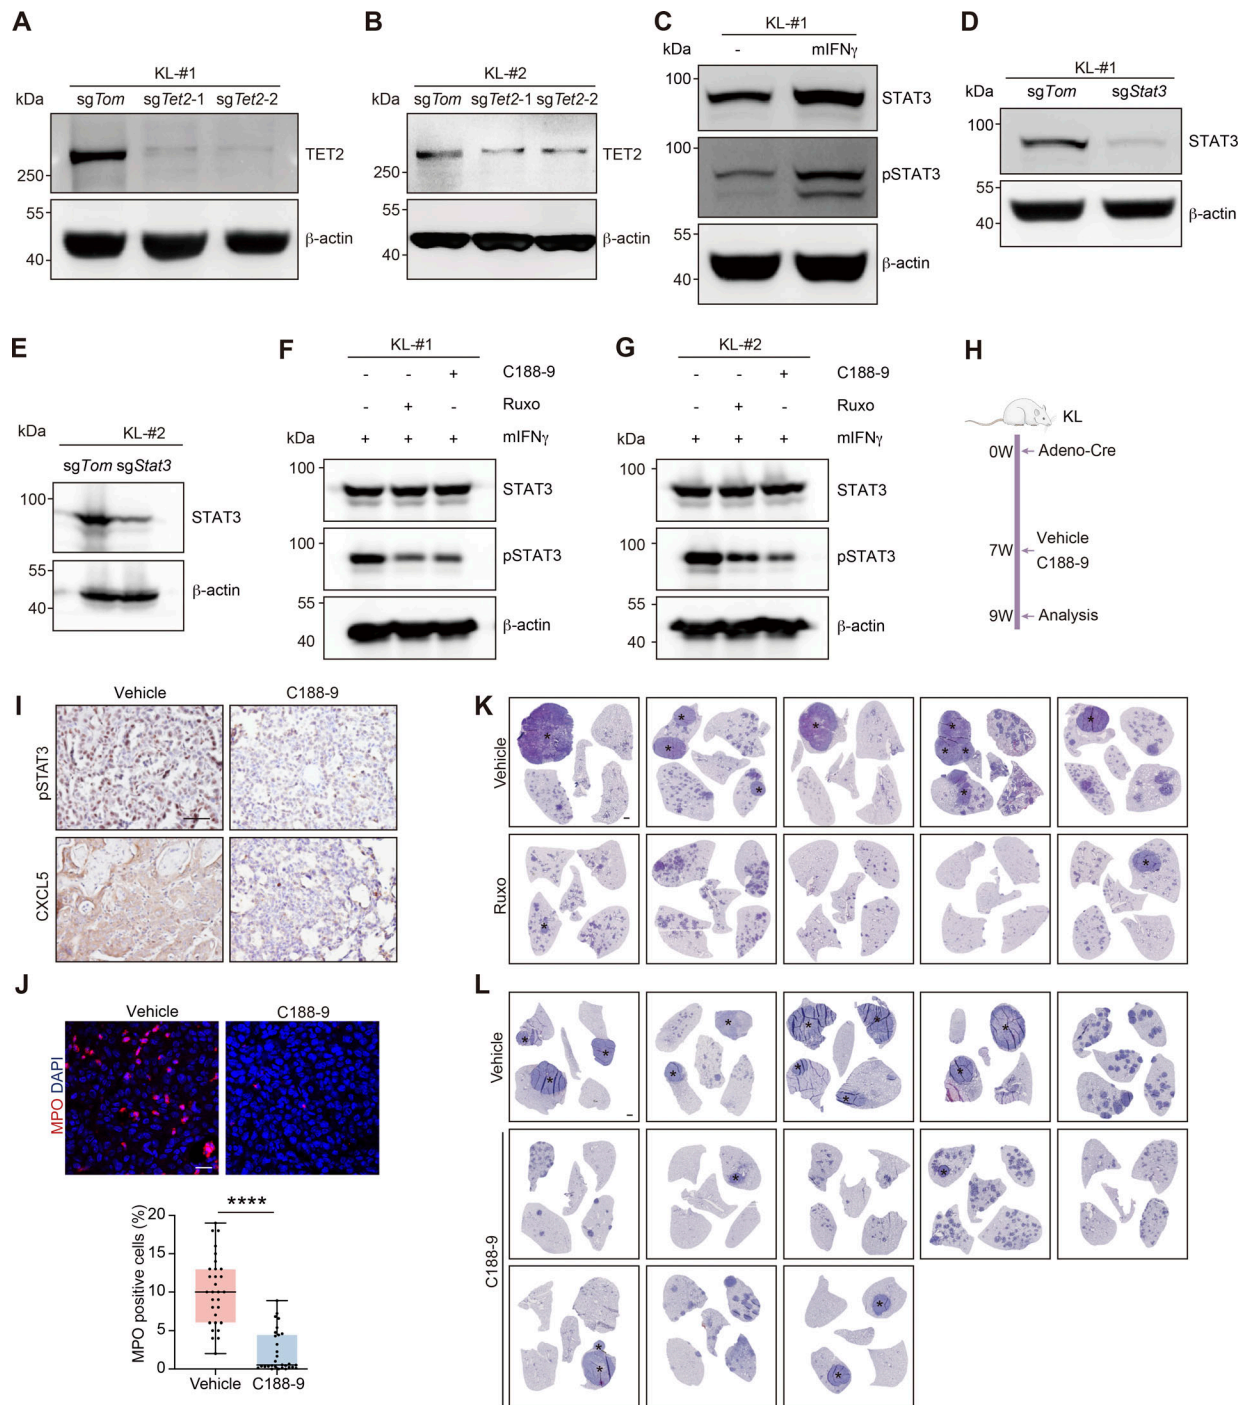 A
KL-#1
kDa
sgTom sgTet2-1 sgTet2-2
TET2
250
55
β-actin
40
B
KL-#2
kDa
sgTom sgTet2-1 sgTet2-2
TET2
250
55
β-actin
40
C
KL-#1
kDa
- mIFNγ
100
STAT3
100
pSTAT3
55
β-actin
40
D
KL-#1
kDa
sgTom sgStat3
100
STAT3
55
β-actin
40
E
kDa
KL-#2
sgTom sgStat3
100
STAT3
55
β-actin
40
F
KL-#1
- - + C188-9
- + - Ruxo
kDa
+ + + mIFNγ
100
STAT3
100
pSTAT3
55
β-actin
40
G
KL-#2
- - + C188-9
- + - Ruxo
kDa
+ + + mIFNγ
100
STAT3
100
pSTAT3
55
β-actin
40
H
KL
0W Adeno-Cre
7W Vehicle
C188-9
9W Analysis
I
Vehicle C188-9
pSTAT3
CXCL5
J
Vehicle C188-9
MPO DAPI
****
MPO positive cells (%)
20
15
10
5
0
Vehicle C188-9
K
Vehicle
* * * * * * * * * *
Ruxo
* *
L
Vehicle
* * * * * * * * * * *
C188-9
* *
* * * *